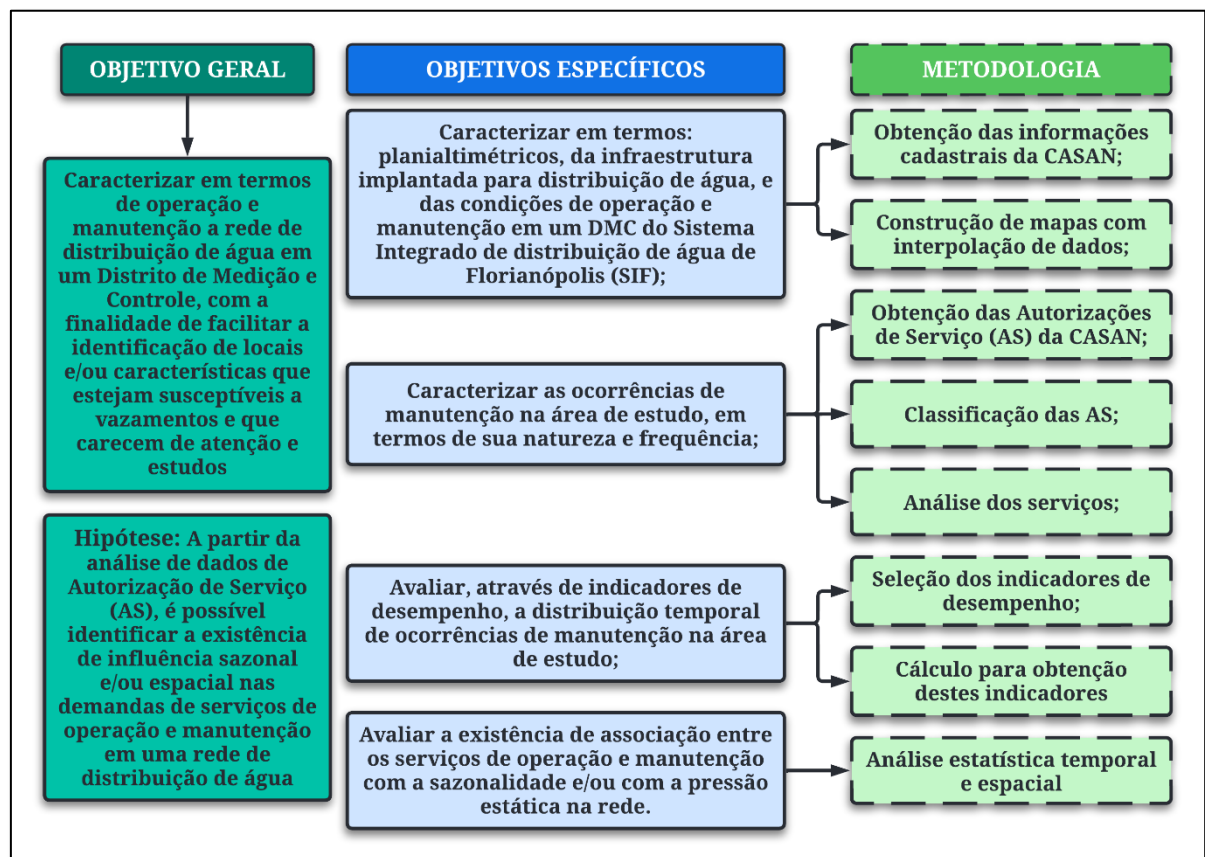 OBJETIVO GERAL
Caracterizar em termos
de operação e
manutenção a rede de
distribuição de água em
um Distrito de Medição e
Controle, com a
finalidade de facilitar a
identificação de locais
e/ou características que
estejam susceptíveis a
vazamentos e que
carecem de atenção e
estudos
Hipótese: A partir da
análise de dados de
Autorização de Serviço
(AS), é possível
identificar a existência
de influência sazonal
e/ou espacial nas
demandas de serviços de
operação e manutenção
em uma rede de
distribuição de água
OBJETIVOS ESPECÍFICOS
Caracterizar em termos:
planialtimétricos, da infraestrutura
implantada para distribuição de água, e
das condições de operação e
manutenção em um DMC do Sistema
Integrado de distribuição de água de
Florianópolis (SIF);
Caracterizar as ocorrências de
manutenção na área de estudo, em
termos de sua natureza e frequência;
Avaliar, através de indicadores de
desempenho, a distribuição temporal
de ocorrências de manutenção na área
de estudo;
Avaliar a existência de associação entre
os serviços de operação e manutenção
com a sazonalidade e/ou com a pressão
estática na rede.
METODOLOGIA
Obtenção das informações
cadastrais da CASAN;
Construção de mapas com
interpolação de dados;
Obtenção das Autorizações
de Serviço (AS) da CASAN;
Classificação das AS;
Análise dos serviços;
Seleção dos indicadores de
desempenho;
Cálculo para obtenção
destes indicadores
Análise estatística temporal
e espacial